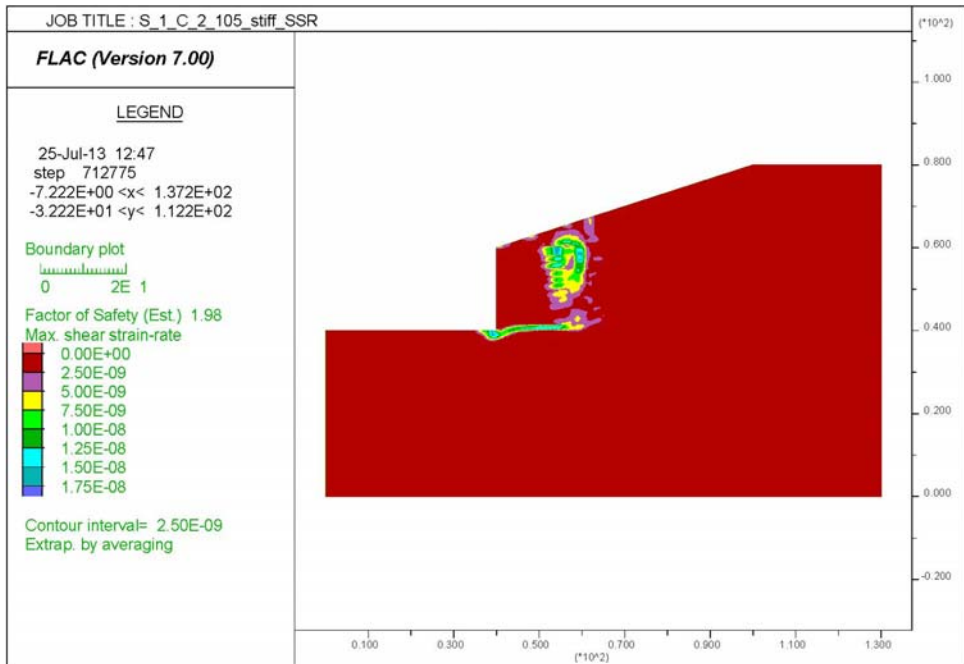 JOB TITLE : S_1_C_2_105_stiff_SSR
FLAC (Version 7.00)
LEGEND
25-Jul-13 12:47
step 712775
-7.222E+00 <x< 1.372E+02
-3.222E+01 <y< 1.122E+02
Boundary plot
0 2E 1
Factor of Safety (Est.) 1.98
Max. shear strain-rate
0.00E+00
2.50E-09
5.00E-09
7.50E-09
1.00E-08
1.25E-08
1.50E-08
1.75E-08
Contour interval= 2.50E-09
Extrap. by averaging
(*10^2)
1.000
0.800
0.600
0.400
0.200
0.000
-0.200
0.100 0.300 0.500 0.700 0.900 1.100 1.300
(*10^2)